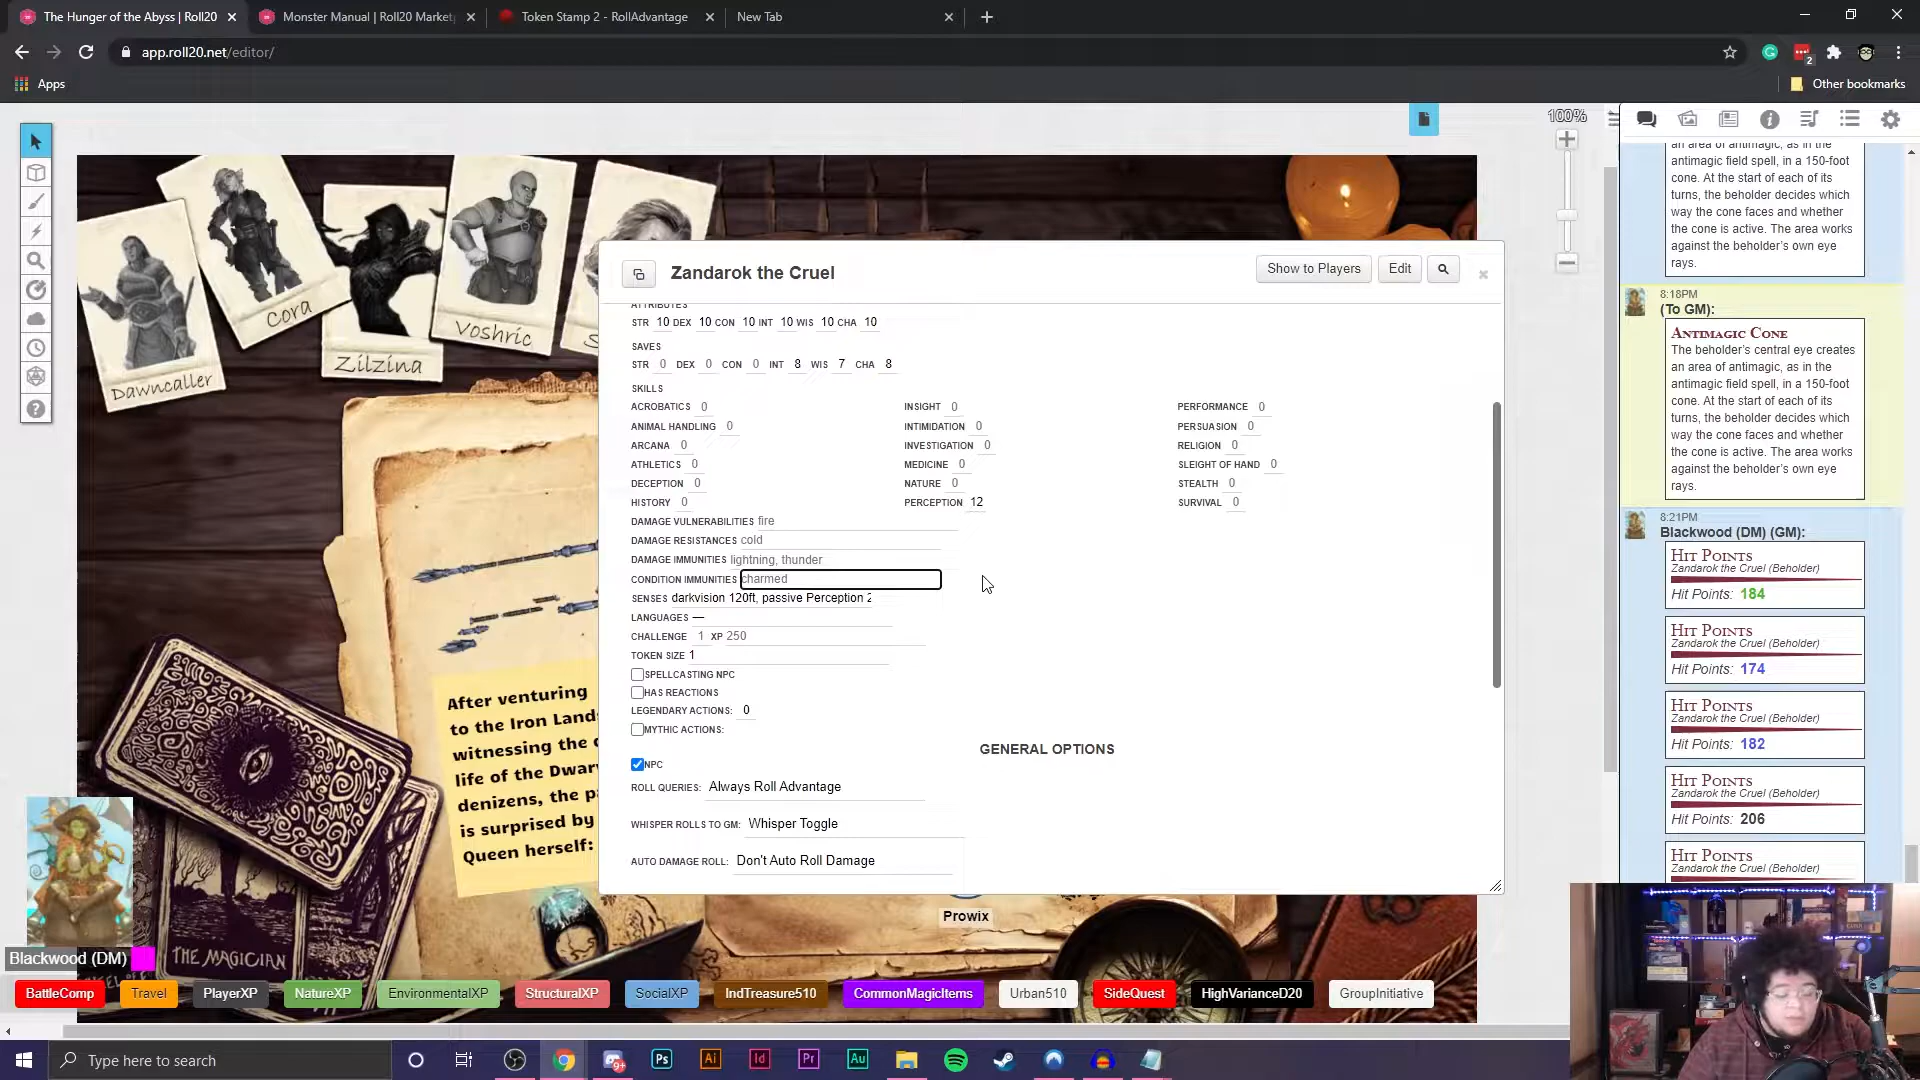 The Hunger of the Abyss | Roll20
Monster Manual | Roll20 Market
Token Stamp 2 - RollAdvantage
New Tab
app.roll20.net/editor/
2
Apps
Other bookmarks
100%
Dawncaller
Cora
Zilzina
Voshric
S
After venturing
to the Iron Lands
witnessing the
life of the Dwar
denizens, the pa
is surprised by
Queen herself:
THE MAGICIAN
Zandarok the Cruel
Show to Players
Edit
ATTRIBUTES
STR 10 DEX 10 CON 10 INT 10 WIS 10 CHA 10
SAVES
STR 0 DEX 0 CON 0 INT 8 WIS 7 CHA 8
SKILLS
ACROBATICS 0
ANIMAL HANDLING 0
ARCANA 0
ATHLETICS 0
DECEPTION 0
HISTORY 0
INSIGHT 0
INTIMIDATION 0
INVESTIGATION 0
MEDICINE 0
NATURE 0
PERCEPTION 12
PERFORMANCE 0
PERSUASION 0
RELIGION 0
SLEIGHT OF HAND 0
STEALTH 0
SURVIVAL 0
DAMAGE VULNERABILITIES fire
DAMAGE RESISTANCES cold
DAMAGE IMMUNITIES lightning, thunder
CONDITION IMMUNITIES charmed
SENSES darkvision 120ft, passive Perception 2
LANGUAGES —
CHALLENGE 1 XP 250
TOKEN SIZE 1
SPELLCASTING NPC
HAS REACTIONS
LEGENDARY ACTIONS: 0
MYTHIC ACTIONS:
GENERAL OPTIONS
NPC
ROLL QUERIES: Always Roll Advantage
WHISPER ROLLS TO GM: Whisper Toggle
AUTO DAMAGE ROLL: Don't Auto Roll Damage
Prowix
an area of antimagic, as in the
antimagic field spell, in a 150-foot
cone. At the start of each of its
turns, the beholder decides which
way the cone faces and whether
the cone is active. The area works
against the beholder's own eye
rays.
8:18PM
(To GM):
Antimagic Cone
The beholder's central eye creates
an area of antimagic, as in the
antimagic field spell, in a 150-foot
cone. At the start of each of its
turns, the beholder decides which
way the cone faces and whether
the cone is active. The area works
against the beholder's own eye
rays.
8:21PM
Blackwood (DM) (GM):
Hit Points
Zandarok the Cruel (Beholder)
Hit Points: 184
Hit Points
Zandarok the Cruel (Beholder)
Hit Points: 174
Hit Points
Zandarok the Cruel (Beholder)
Hit Points: 182
Hit Points
Zandarok the Cruel (Beholder)
Hit Points: 206
Hit Points
Zandarok the Cruel (Beholder)
Blackwood (DM)
BattleComp
Travel
PlayerXP
NatureXP
EnvironmentalXP
StructuralXP
SocialXP
IndTreasure510
CommonMagicItems
Urban510
SideQuest
HighVarianceD20
GroupInitiative
Type here to search
9+
Ps
Ai
Id
Pr
Au